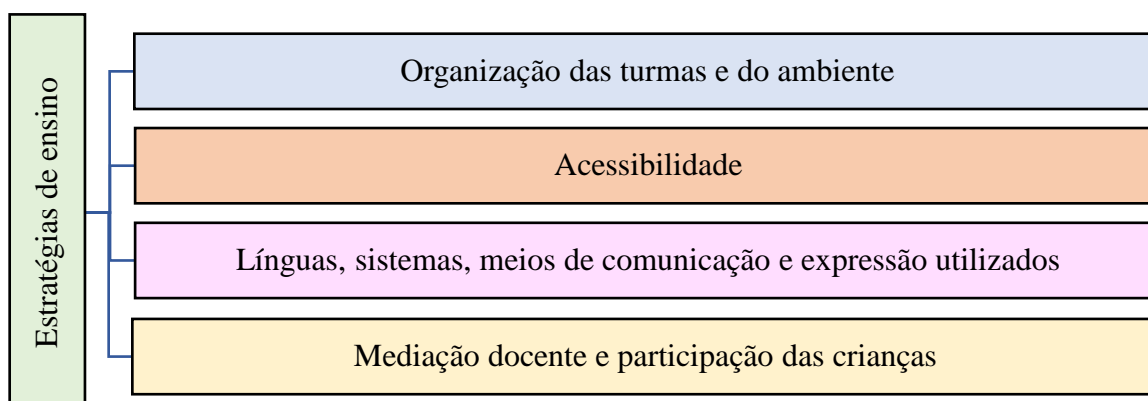 Estratégias de ensino
Organização das turmas e do ambiente
Acessibilidade
Línguas, sistemas, meios de comunicação e expressão utilizados
Mediação docente e participação das crianças